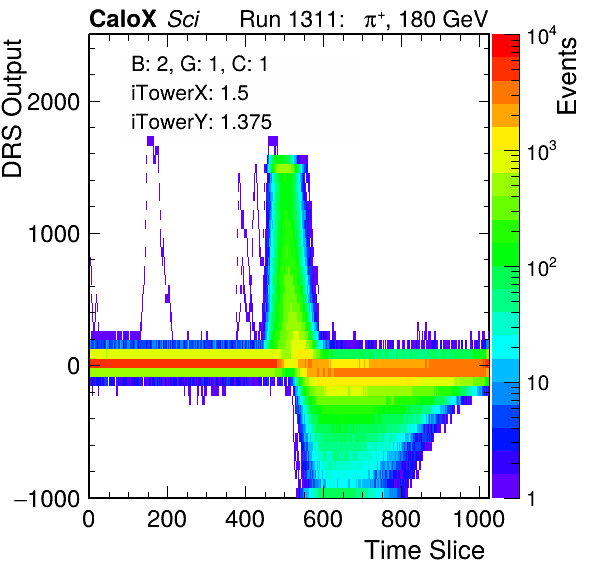 CaloX Sci Run 1311: π⁺, 180 GeV
B: 2, G: 1, C: 1
iTowerX: 1.5
iTowerY: 1.375
DRS Output
2000
1000
0
−1000
0 200 400 600 800 1000
Time Slice
Events
10⁴
10³
10²
10
1